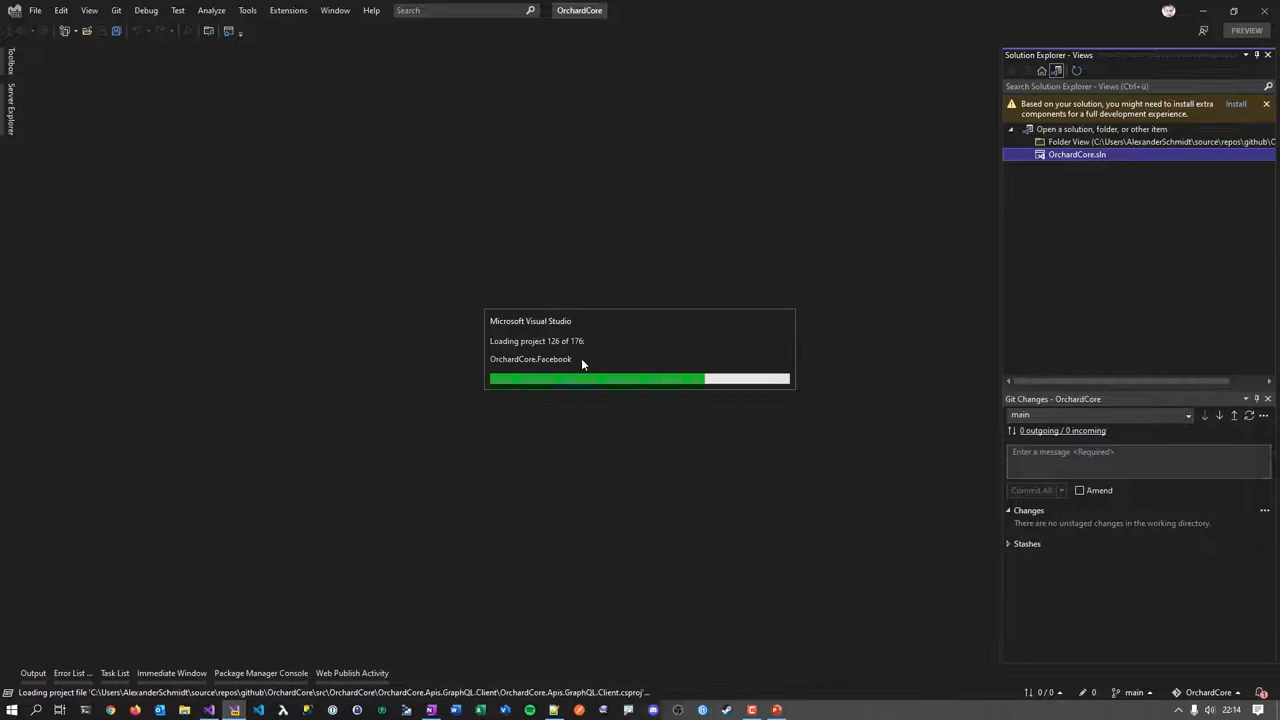 File Edit View Git Debug Test Analyze Tools Extensions Window Help Search OrchardCore
PREVIEW
Toolbox
Server Explorer
Solution Explorer - Views
Search Solution Explorer - Views (Ctrl+ü)
Based on your solution, you might need to install extra Install
components for a full development experience.
Open a solution, folder, or other item
Folder View (C:\Users\AlexanderSchmidt\source\repos\github\O
OrchardCore.sln
Microsoft Visual Studio
Loading project 126 of 176:
OrchardCore.Facebook
Git Changes - OrchardCore
main
0 outgoing / 0 incoming
Enter a message <Required>
Commit All Amend
Changes
There are no unstaged changes in the working directory.
Stashes
Output Error List ... Task List Immediate Window Package Manager Console Web Publish Activity
Loading project file 'C:\Users\AlexanderSchmidt\source\repos\github\OrchardCore\src\OrchardCore\OrchardCore.Apis.GraphQL.Client\OrchardCore.Apis.GraphQL.Client.csproj'... 0 / 0 0 main OrchardCore
22:14